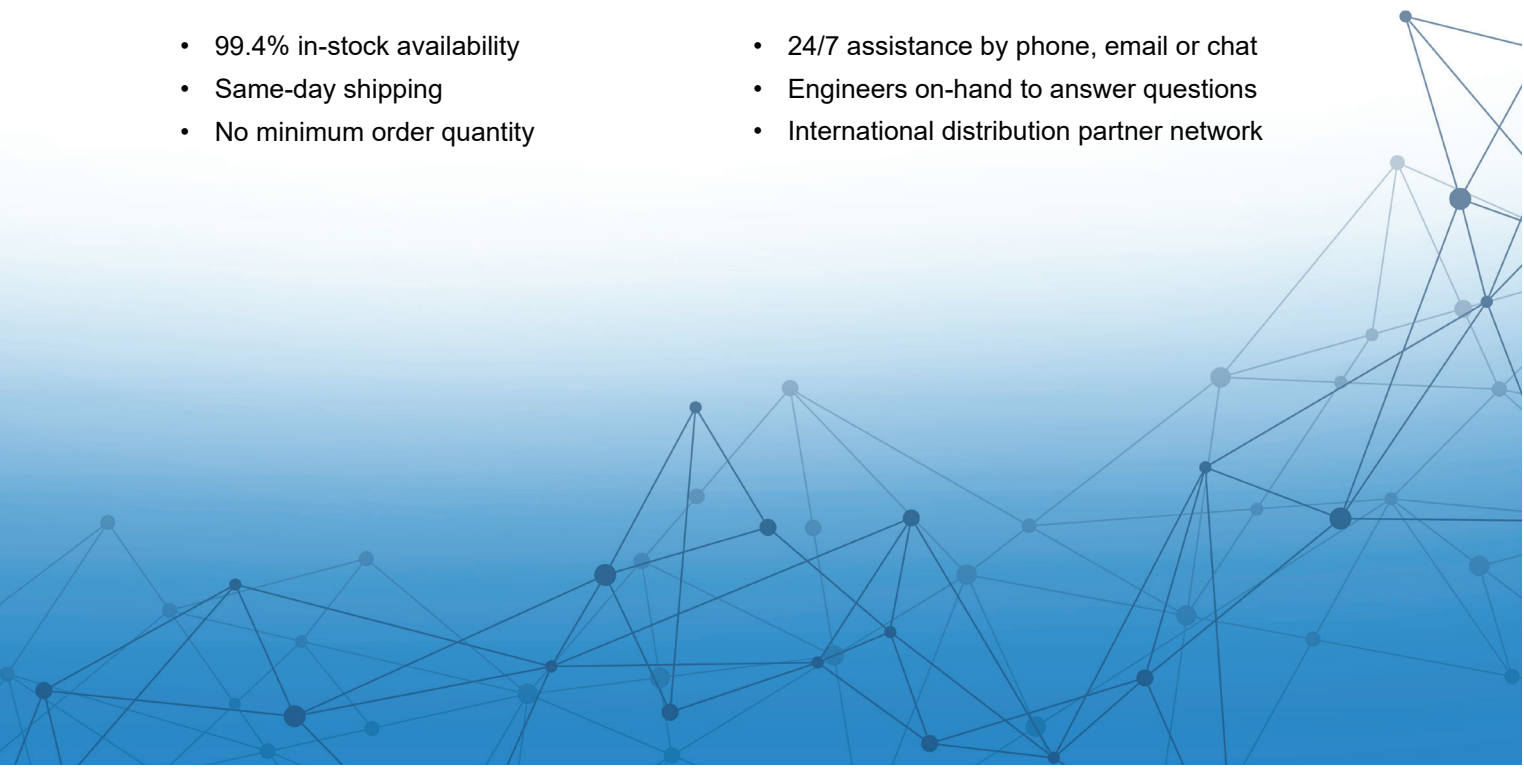 • 99.4% in-stock availability
• Same-day shipping
• No minimum order quantity
• 24/7 assistance by phone, email or chat
• Engineers on-hand to answer questions
• International distribution partner network